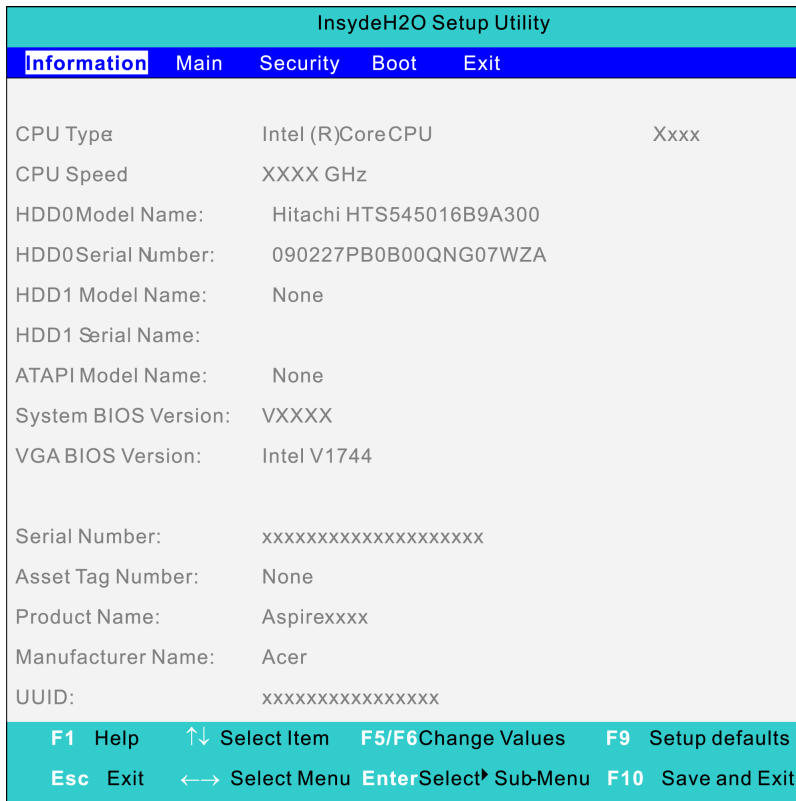 InsydeH2O Setup Utility
Information Main Security Boot Exit
CPU Type: Intel (R)Core CPU Xxxx
CPU Speed XXXX GHz
HDD0 Model Name: Hitachi HTS545016B9A300
HDD0 Serial Number: 090227PB0B00QNG07WZA
HDD1 Model Name: None
HDD1 Serial Name:
ATAPI Model Name: None
System BIOS Version: VXXXX
VGA BIOS Version: Intel V1744
Serial Number: xxxxxxxxxxxxxxxxxxxx
Asset Tag Number: None
Product Name: Aspirexxxx
Manufacturer Name: Acer
UUID: xxxxxxxxxxxxxxxx
F1 Help ↑↓ Select Item F5/F6 Change Values F9 Setup defaults
Esc Exit ←→ Select Menu Enter Select ▸ Sub-Menu F10 Save and Exit